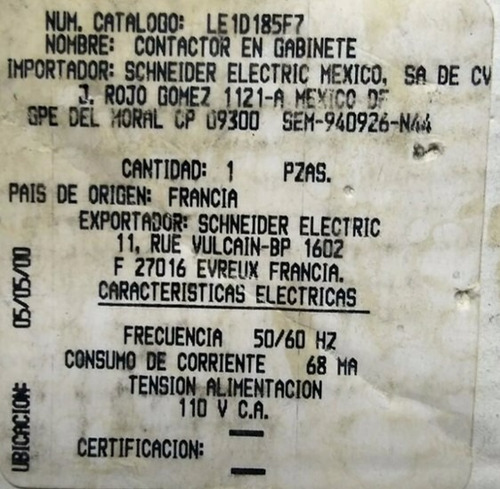 NUM. CATALOGO: LE1D185F7
NOMBRE: CONTACTOR EN GABINETE
IMPORTADOR: SCHNEIDER ELECTRIC MEXICO, SA DE CV
J. ROJO GOMEZ 1121-A MEXICO DF
GPE DEL MORAL CP 09300 SEM-940926-N44
CANTIDAD: 1 PZAS.
PAIS DE ORIGEN: FRANCIA
EXPORTADOR: SCHNEIDER ELECTRIC
11, RUE VULCAIN-BP 1602
F 27016 EVREUX FRANCIA.
CARACTERISTICAS ELECTRICAS
FRECUENCIA 50/60 HZ
CONSUMO DE CORRIENTE 68 MA
TENSION ALIMENTACION
110 V C.A.
CERTIFICACION:
UBICACION: 05/05/00